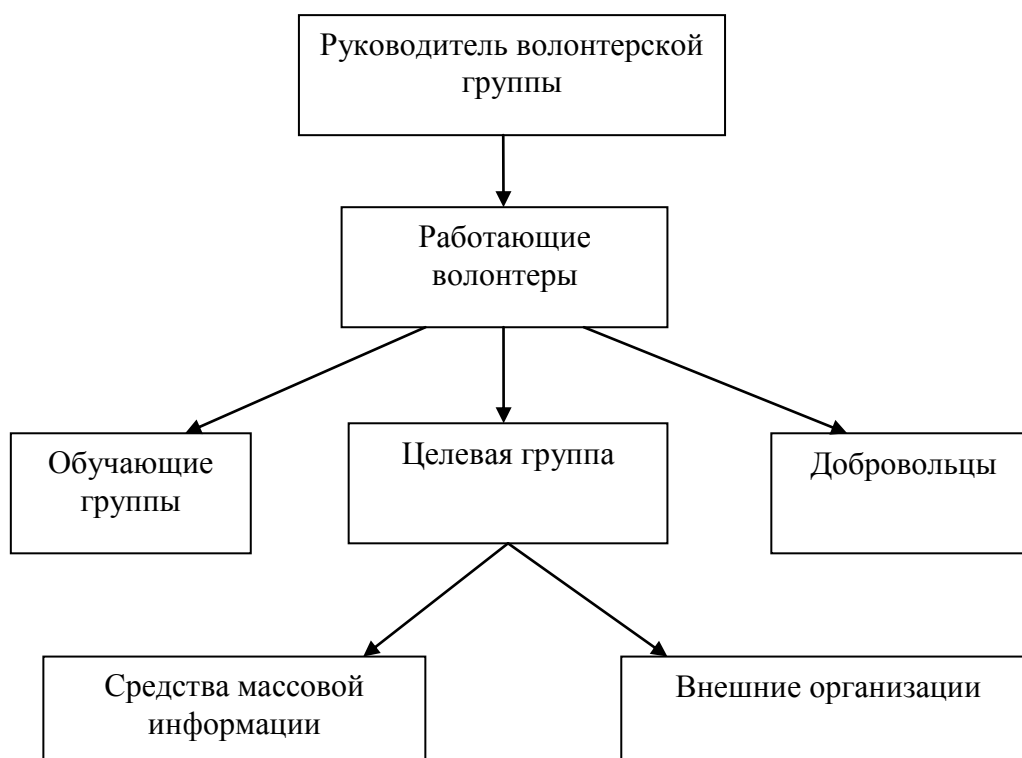 Руководитель волонтерской
группы
Работающие
волонтеры
Обучающие
группы
Целевая группа
Добровольцы
Средства массовой
информации
Внешние организации